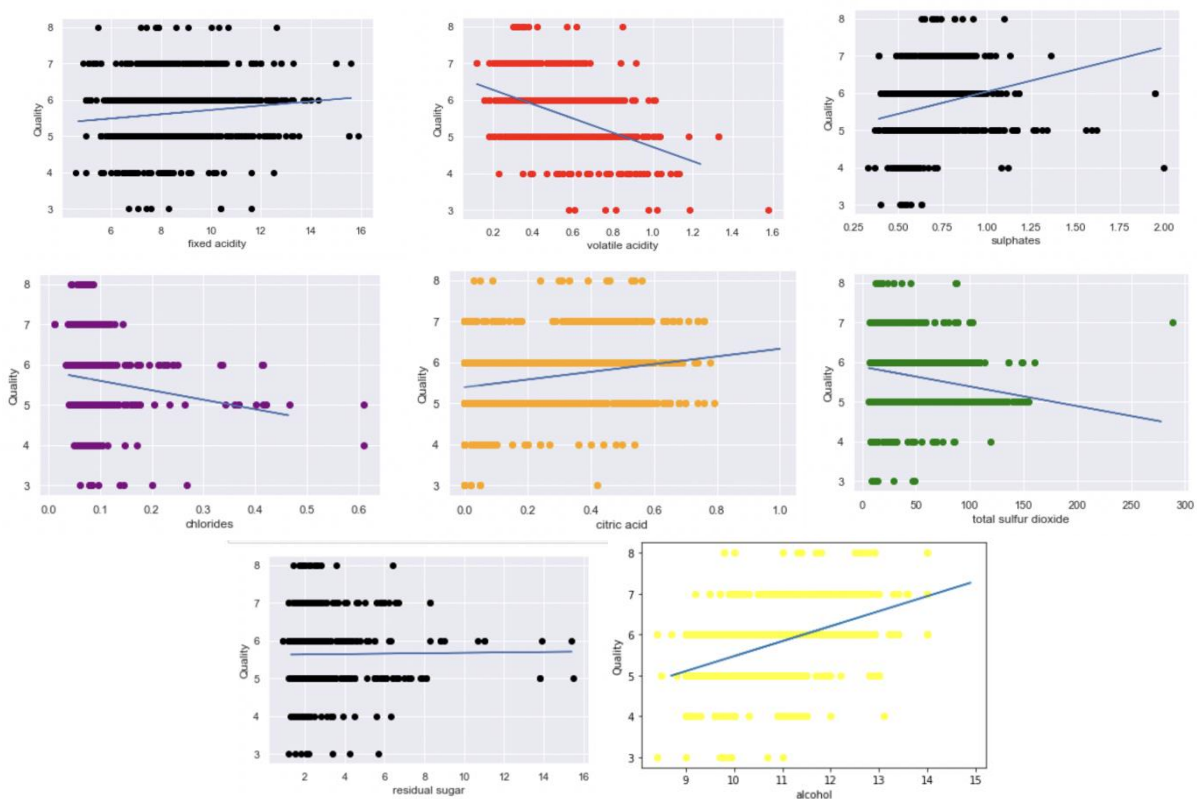 8
7
6
5
4
3
Quality
6 8 10 12 14 16
fixed acidity
8
7
6
5
4
3
Quality
0.2 0.4 0.6 0.8 1.0 1.2 1.4 1.6
volatile acidity
8
7
6
5
4
3
Quality
0.25 0.50 0.75 1.00 1.25 1.50 1.75 2.00
sulphates
8
7
6
5
4
3
Quality
0.0 0.1 0.2 0.3 0.4 0.5 0.6
chlorides
8
7
6
5
4
3
Quality
0.0 0.2 0.4 0.6 0.8 1.0
citric acid
8
7
6
5
4
3
Quality
0 50 100 150 200 250 300
total sulfur dioxide
8
7
6
5
4
3
Quality
2 4 6 8 10 12 14 16
residual sugar
8
7
6
5
4
3
Quality
9 10 11 12 13 14 15
alcohol